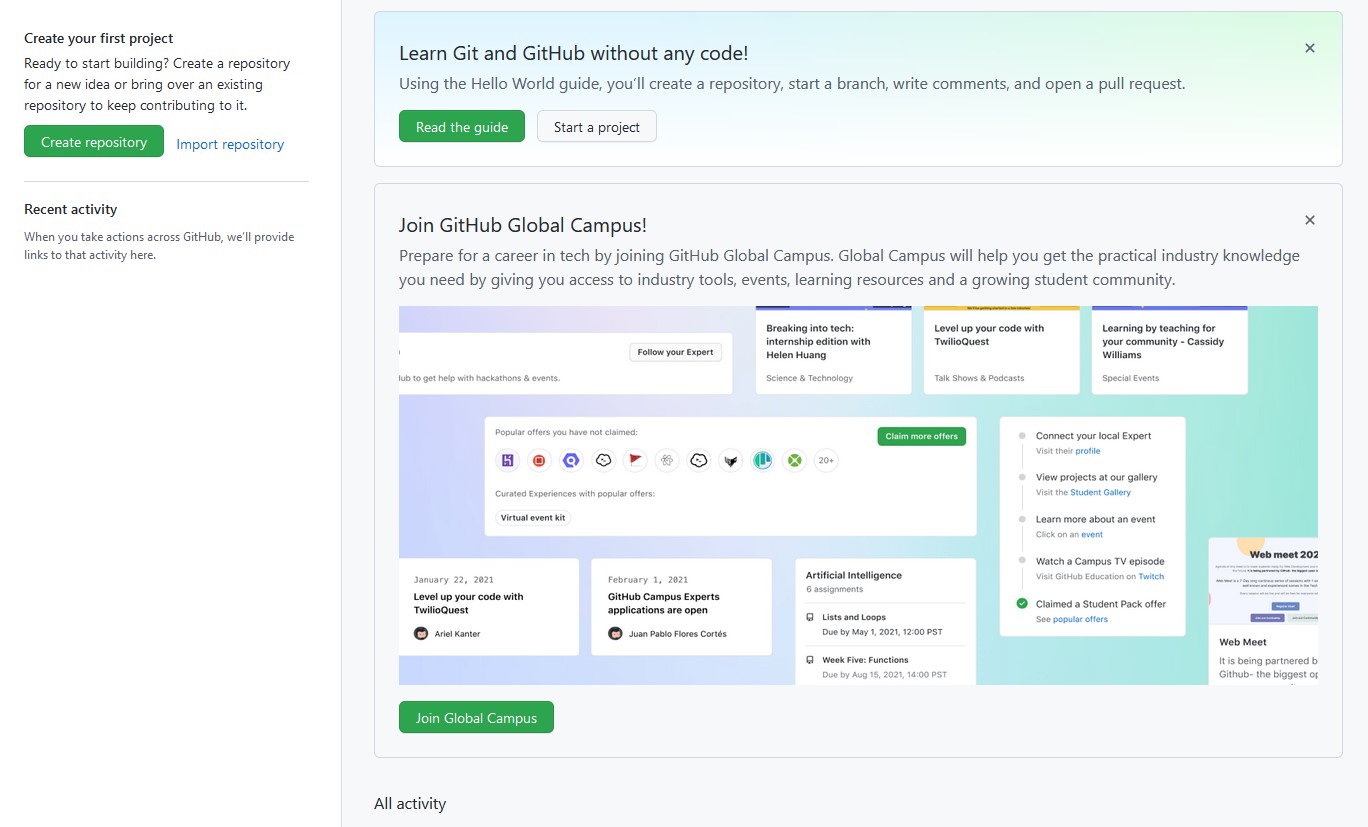 Create your first project
Ready to start building? Create a repository
for a new idea or bring over an existing
repository to keep contributing to it.
Create repository
Import repository
Recent activity
When you take actions across GitHub, we’ll provide
links to that activity here.
Learn Git and GitHub without any code!
Using the Hello World guide, you’ll create a repository, start a branch, write comments, and open a pull request.
Read the guide
Start a project
Join GitHub Global Campus!
Prepare for a career in tech by joining GitHub Global Campus. Global Campus will help you get the practical industry knowledge
you need by giving you access to industry tools, events, learning resources and a growing student community.
Follow your Expert
to get help with hackathons & events.
Breaking into tech:
internship edition with
Helen Huang
Science & Technology
Level up your code with
TwilioQuest
Talk Shows & Podcasts
Learning by teaching for
your community - Cassidy
Williams
Special Events
Popular offers you have not claimed:
Claim more offers
20+
Curated Experiences with popular offers:
Virtual event kit
Connect your local Expert
Visit their profile
View projects at our gallery
Visit the Student Gallery
Learn more about an event
Click on an event
Watch a Campus TV episode
Visit GitHub Education on Twitch
Claimed a Student Pack offer
See popular offers
January 22, 2021
Level up your code with
TwilioQuest
Ariel Kanter
February 1, 2021
GitHub Campus Experts
applications are open
Juan Pablo Flores Cortés
Artificial Intelligence
6 assignments
Lists and Loops
Due by May 1, 2021, 12:00 PST
Week Five: Functions
Due by Aug 15, 2021, 14:00 PST
Web meet 202
Web Meet
It is being partnered b
Github- the biggest op
Join Global Campus
All activity